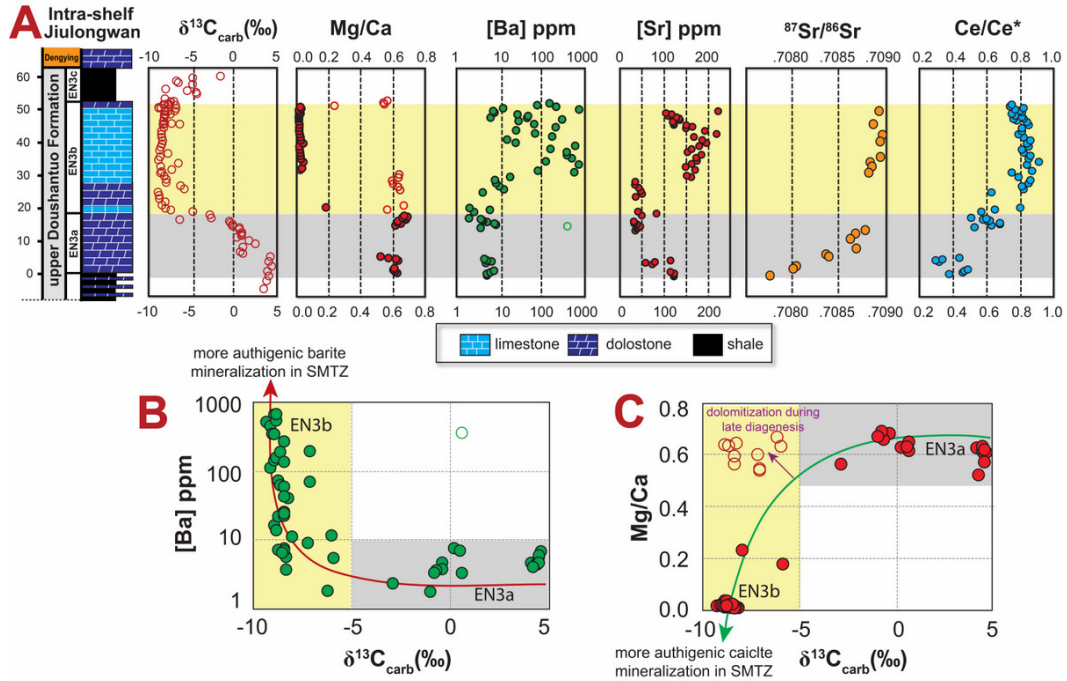 A
Intra-shelf
Jiulongwan
δ¹³Ccarb(‰)
Mg/Ca
[Ba] ppm
[Sr] ppm
⁸⁷Sr/⁸⁶Sr
Ce/Ce*
-10 -5 0 5
0.0 0.2 0.4 0.6 0.8
1 10 100 1000
50 100 150 200
.7080 .7085 .7090
0.2 0.4 0.6 0.8 1.0
Dengying
upper Doushantuo Formation
EN3c
EN3b
EN3a
60
50
40
30
20
10
0
-10 -5 0 5
0.0 0.2 0.4 0.6 0.8
1 10 100 1000
50 100 150 200
.7080 .7085 .7090
0.2 0.4 0.6 0.8 1.0
limestone dolostone shale
more authigenic barite
mineralization in SMTZ
B
[Ba] ppm
1000
100
10
1
EN3b
EN3a
-10 -5 0 5
δ¹³Ccarb(‰)
C
Mg/Ca
0.8
0.6
0.4
0.2
0.0
dolomitization during
late diagenesis
EN3a
EN3b
-10 -5 0 5
more authigenic caiclte
mineralization in SMTZ
δ¹³Ccarb(‰)